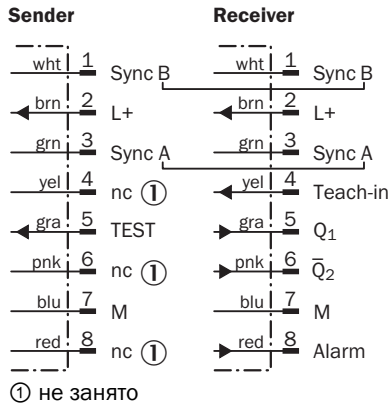 Sender Receiver
wht 1 Sync B wht 1 Sync B
brn 2 L+ brn 2 L+
grn 3 Sync A grn 3 Sync A
yel 4 nc ① yel 4 Teach-in
gra 5 TEST gra 5 Q₁
pnk 6 nc ① pnk 6 Q̅₂
blu 7 M blu 7 M
red 8 nc ① red 8 Alarm
① не занято